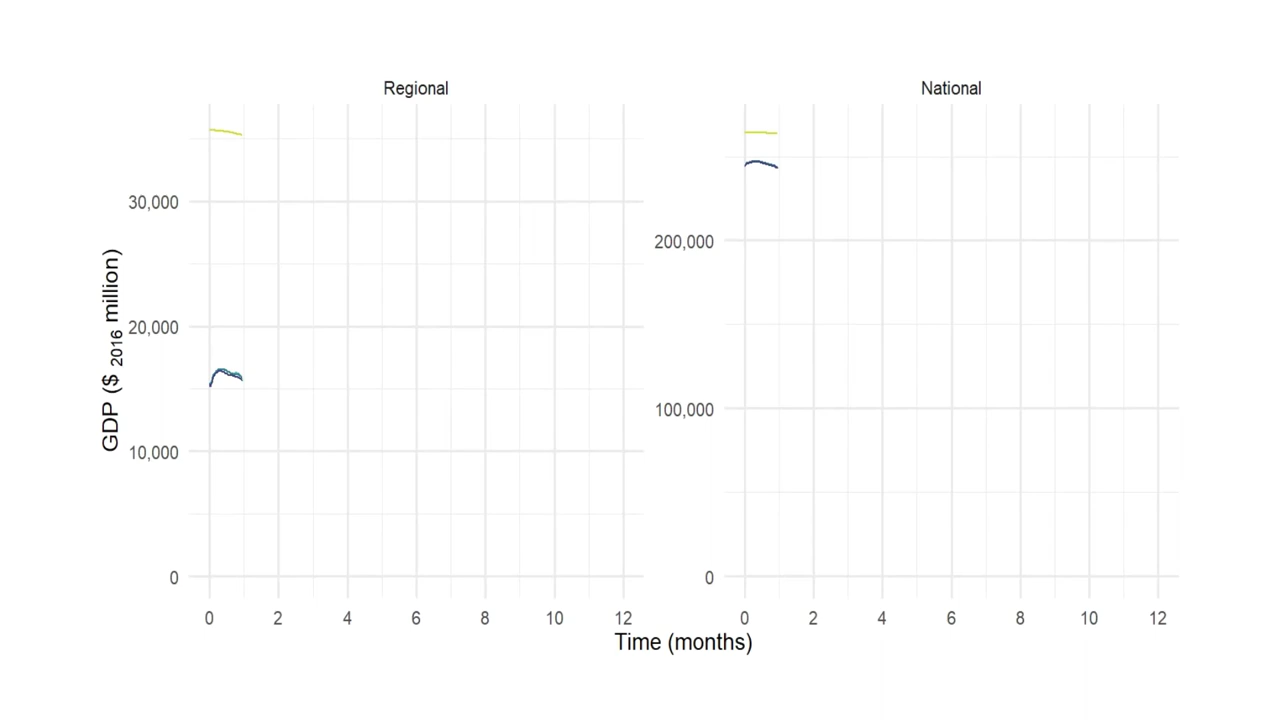 Regional
National
30,000
20,000
10,000
0
200,000
100,000
0
GDP ($ 2016 million)
0 2 4 6 8 10 12
0 2 4 6 8 10 12
Time (months)